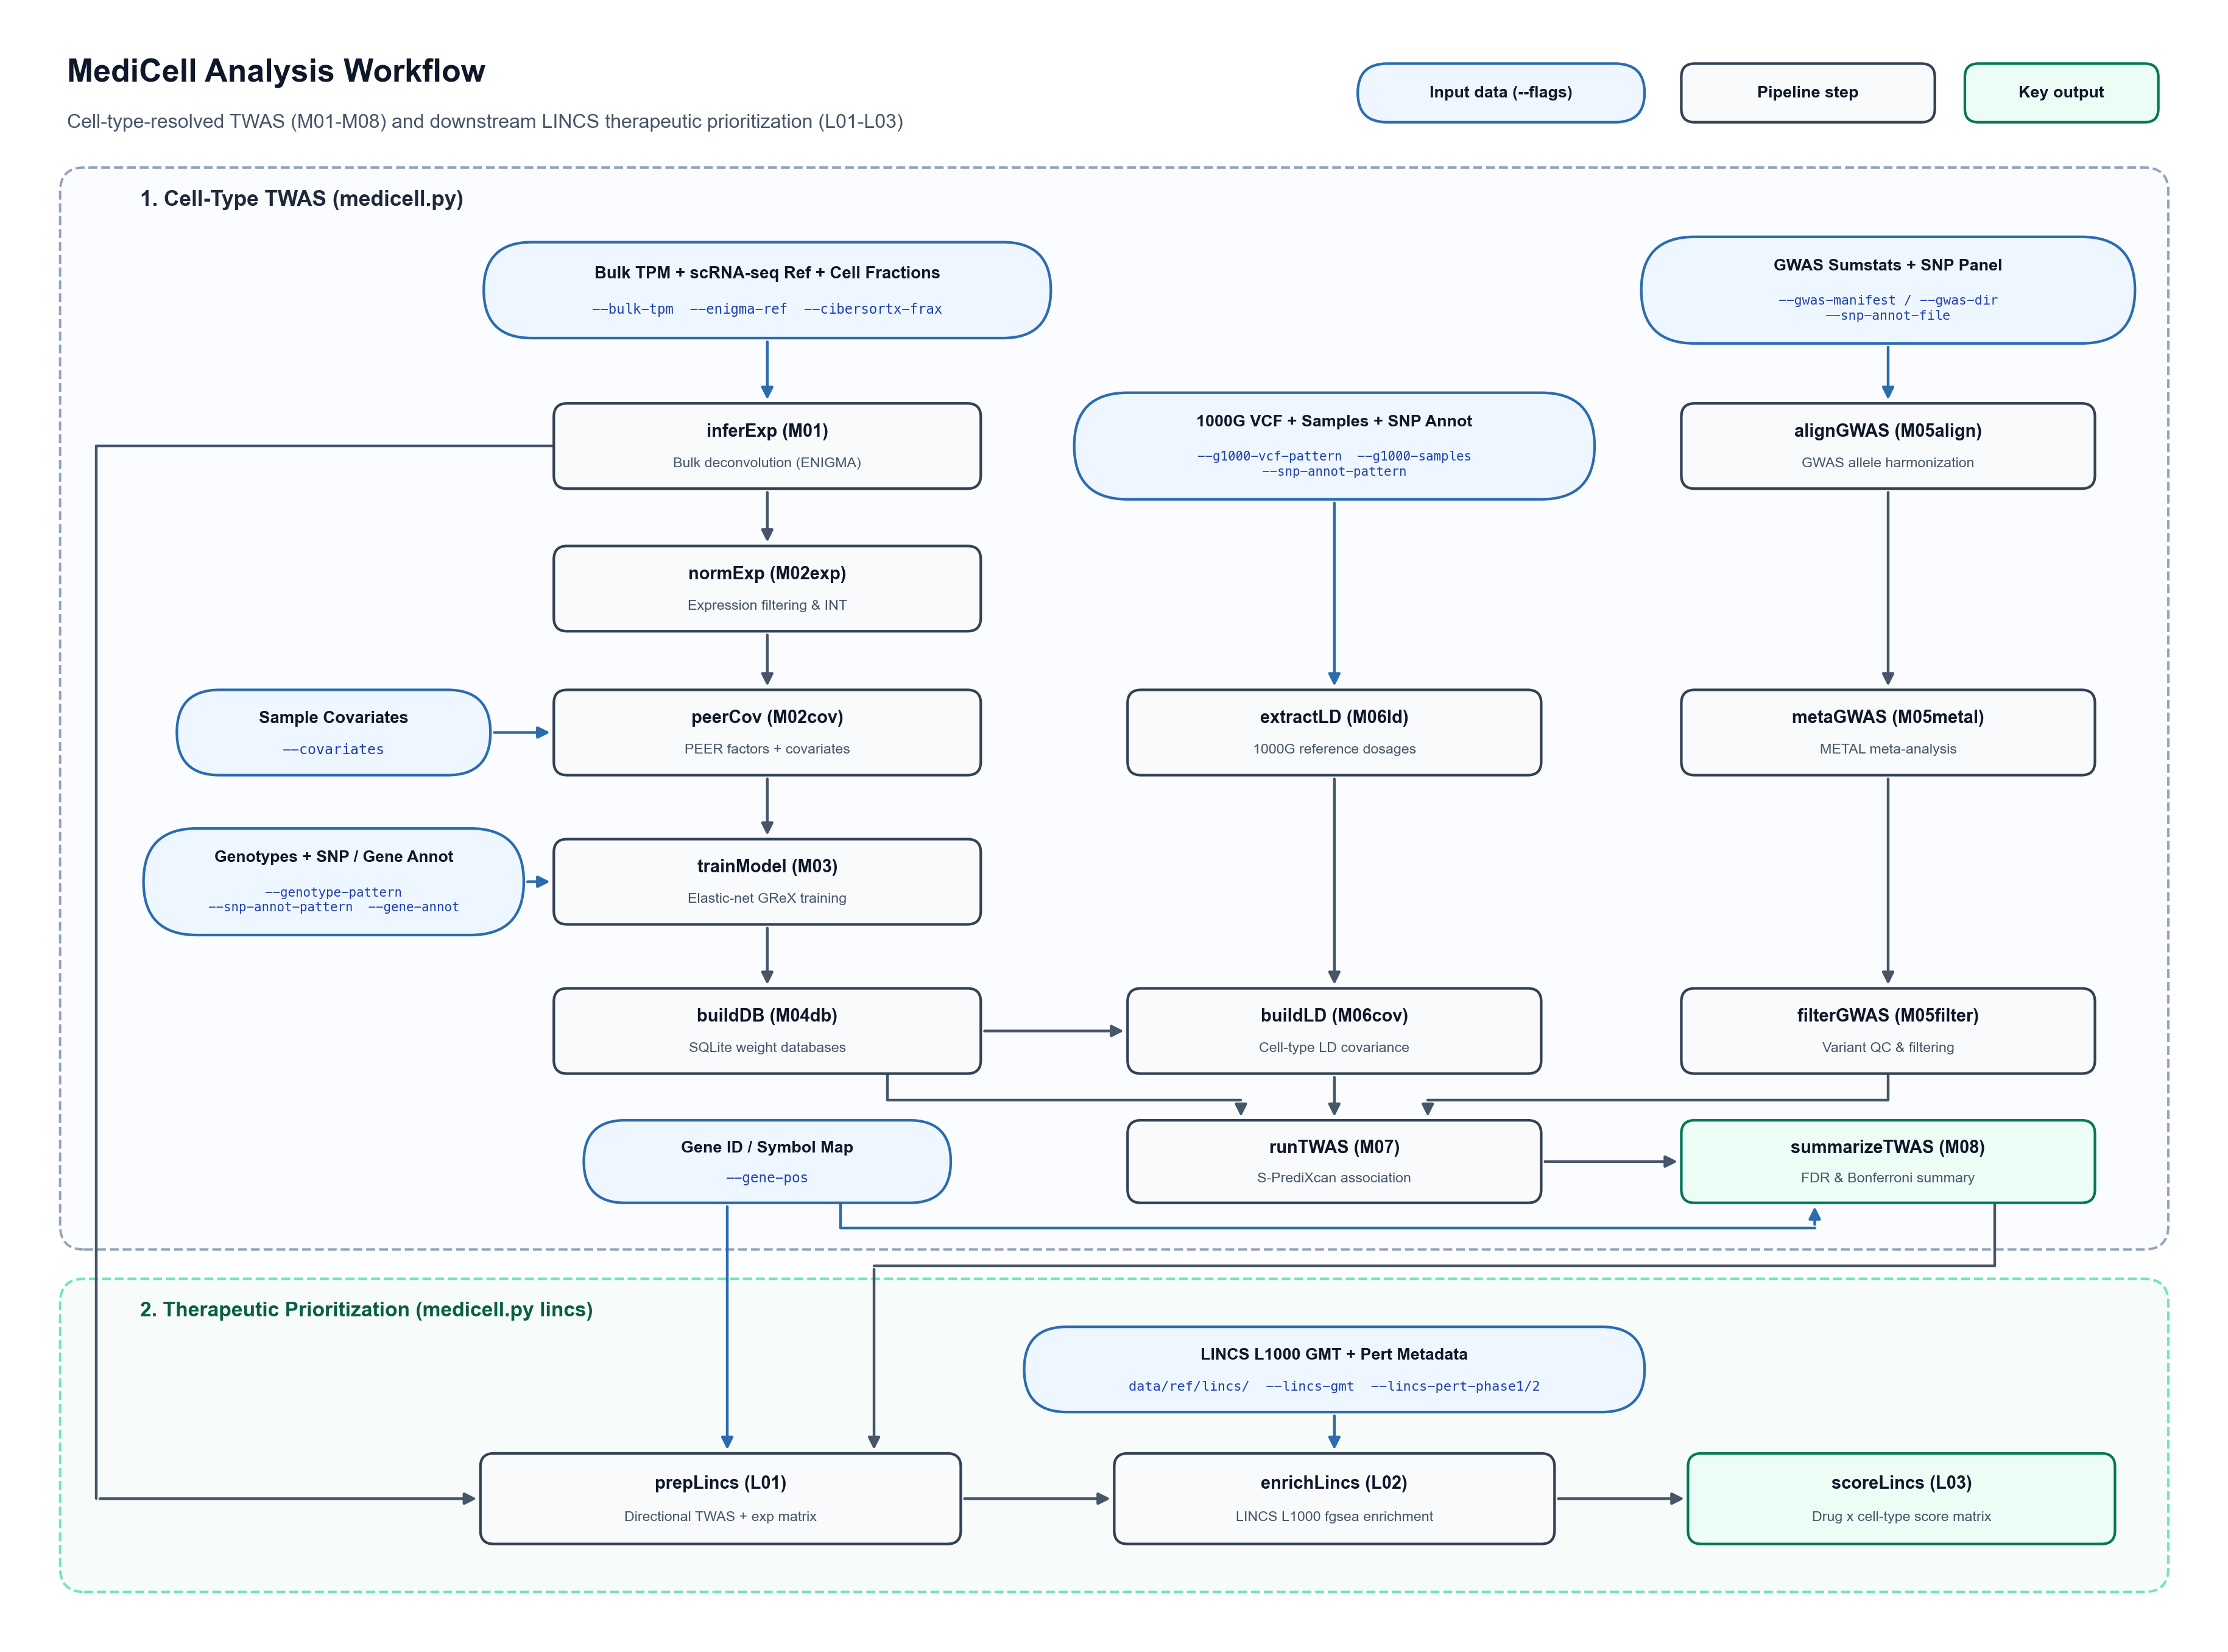 MediCell Analysis Workflow
Cell-type-resolved TWAS (M01-M08) and downstream LINCS therapeutic prioritization (L01-L03)
Input data (--flags)
Pipeline step
Key output
1. Cell-Type TWAS (medicell.py)
Bulk TPM + scRNA-seq Ref + Cell Fractions
--bulk-tpm --enigma-ref --cibersortx-frax
GWAS Sumstats + SNP Panel
--gwas-manifest / --gwas-dir
--snp-annot-file
inferExp (M01)
Bulk deconvolution (ENIGMA)
1000G VCF + Samples + SNP Annot
--g1000-vcf-pattern --g1000-samples
--snp-annot-pattern
alignGWAS (M05align)
GWAS allele harmonization
normExp (M02exp)
Expression filtering & INT
Sample Covariates
--covariates
peerCov (M02cov)
PEER factors + covariates
extractLD (M06ld)
1000G reference dosages
metaGWAS (M05metal)
METAL meta-analysis
Genotypes + SNP / Gene Annot
--genotype-pattern
--snp-annot-pattern --gene-annot
trainModel (M03)
Elastic-net GReX training
buildDB (M04db)
SQLite weight databases
buildLD (M06cov)
Cell-type LD covariance
filterGWAS (M05filter)
Variant QC & filtering
Gene ID / Symbol Map
--gene-pos
runTWAS (M07)
S-PrediXcan association
summarizeTWAS (M08)
FDR & Bonferroni summary
2. Therapeutic Prioritization (medicell.py lincs)
LINCS L1000 GMT + Pert Metadata
data/ref/lincs/ --lincs-gmt --lincs-pert-phase1/2
prepLincs (L01)
Directional TWAS + exp matrix
enrichLincs (L02)
LINCS L1000 fgsea enrichment
scoreLincs (L03)
Drug x cell-type score matrix